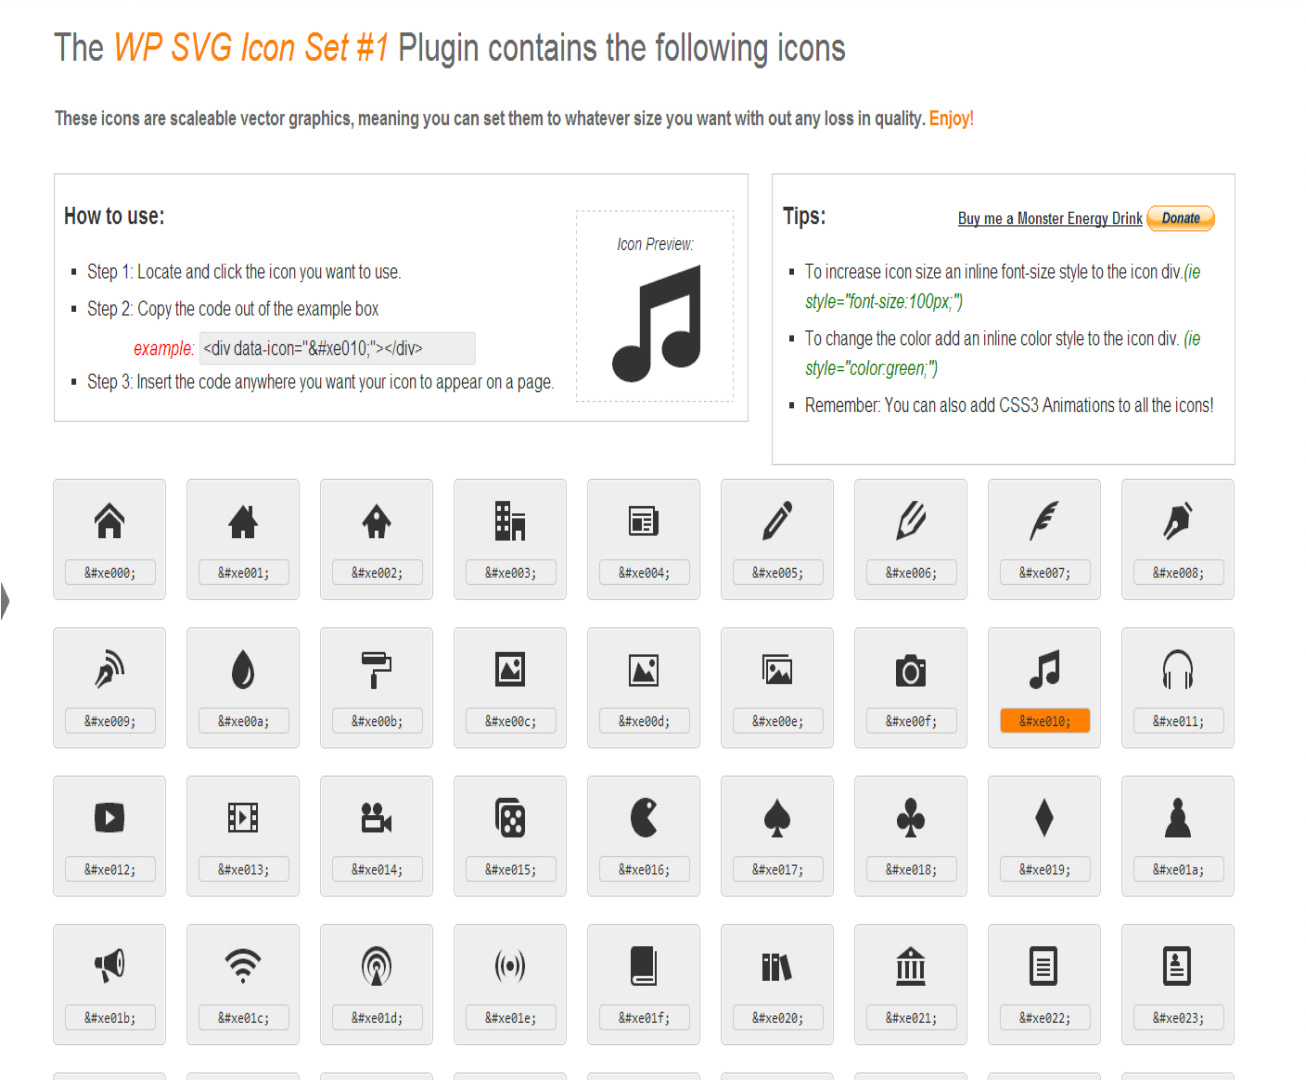 The WP SVG Icon Set #1 Plugin contains the following icons
These icons are scaleable vector graphics, meaning you can set them to whatever size you want with out any loss in quality. Enjoy!
How to use:
Step 1: Locate and click the icon you want to use.
Step 2: Copy the code out of the example box
example: <div data-icon="&#xe010;"></div>
Step 3: Insert the code anywhere you want your icon to appear on a page.
Icon Preview:
Tips:
Buy me a Monster Energy Drink Donate
To increase icon size an inline font-size style to the icon div.(ie
style="font-size:100px;")
To change the color add an inline color style to the icon div. (ie
style="color:green;")
Remember: You can also add CSS3 Animations to all the icons!
&#xe000; &#xe001; &#xe002; &#xe003; &#xe004; &#xe005; &#xe006; &#xe007; &#xe008;
&#xe009; &#xe00a; &#xe00b; &#xe00c; &#xe00d; &#xe00e; &#xe00f; &#xe010; &#xe011;
&#xe012; &#xe013; &#xe014; &#xe015; &#xe016; &#xe017; &#xe018; &#xe019; &#xe01a;
&#xe01b; &#xe01c; &#xe01d; &#xe01e; &#xe01f; &#xe020; &#xe021; &#xe022; &#xe023;